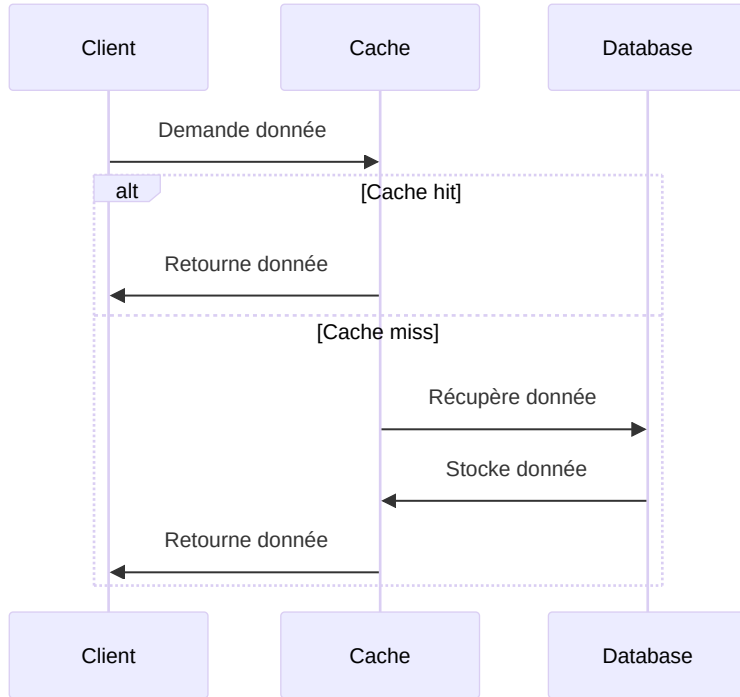 Client
Cache
Database
Demande donnée
alt
[Cache hit]
Retourne donnée
[Cache miss]
Récupère donnée
Stocke donnée
Retourne donnée
Client
Cache
Database